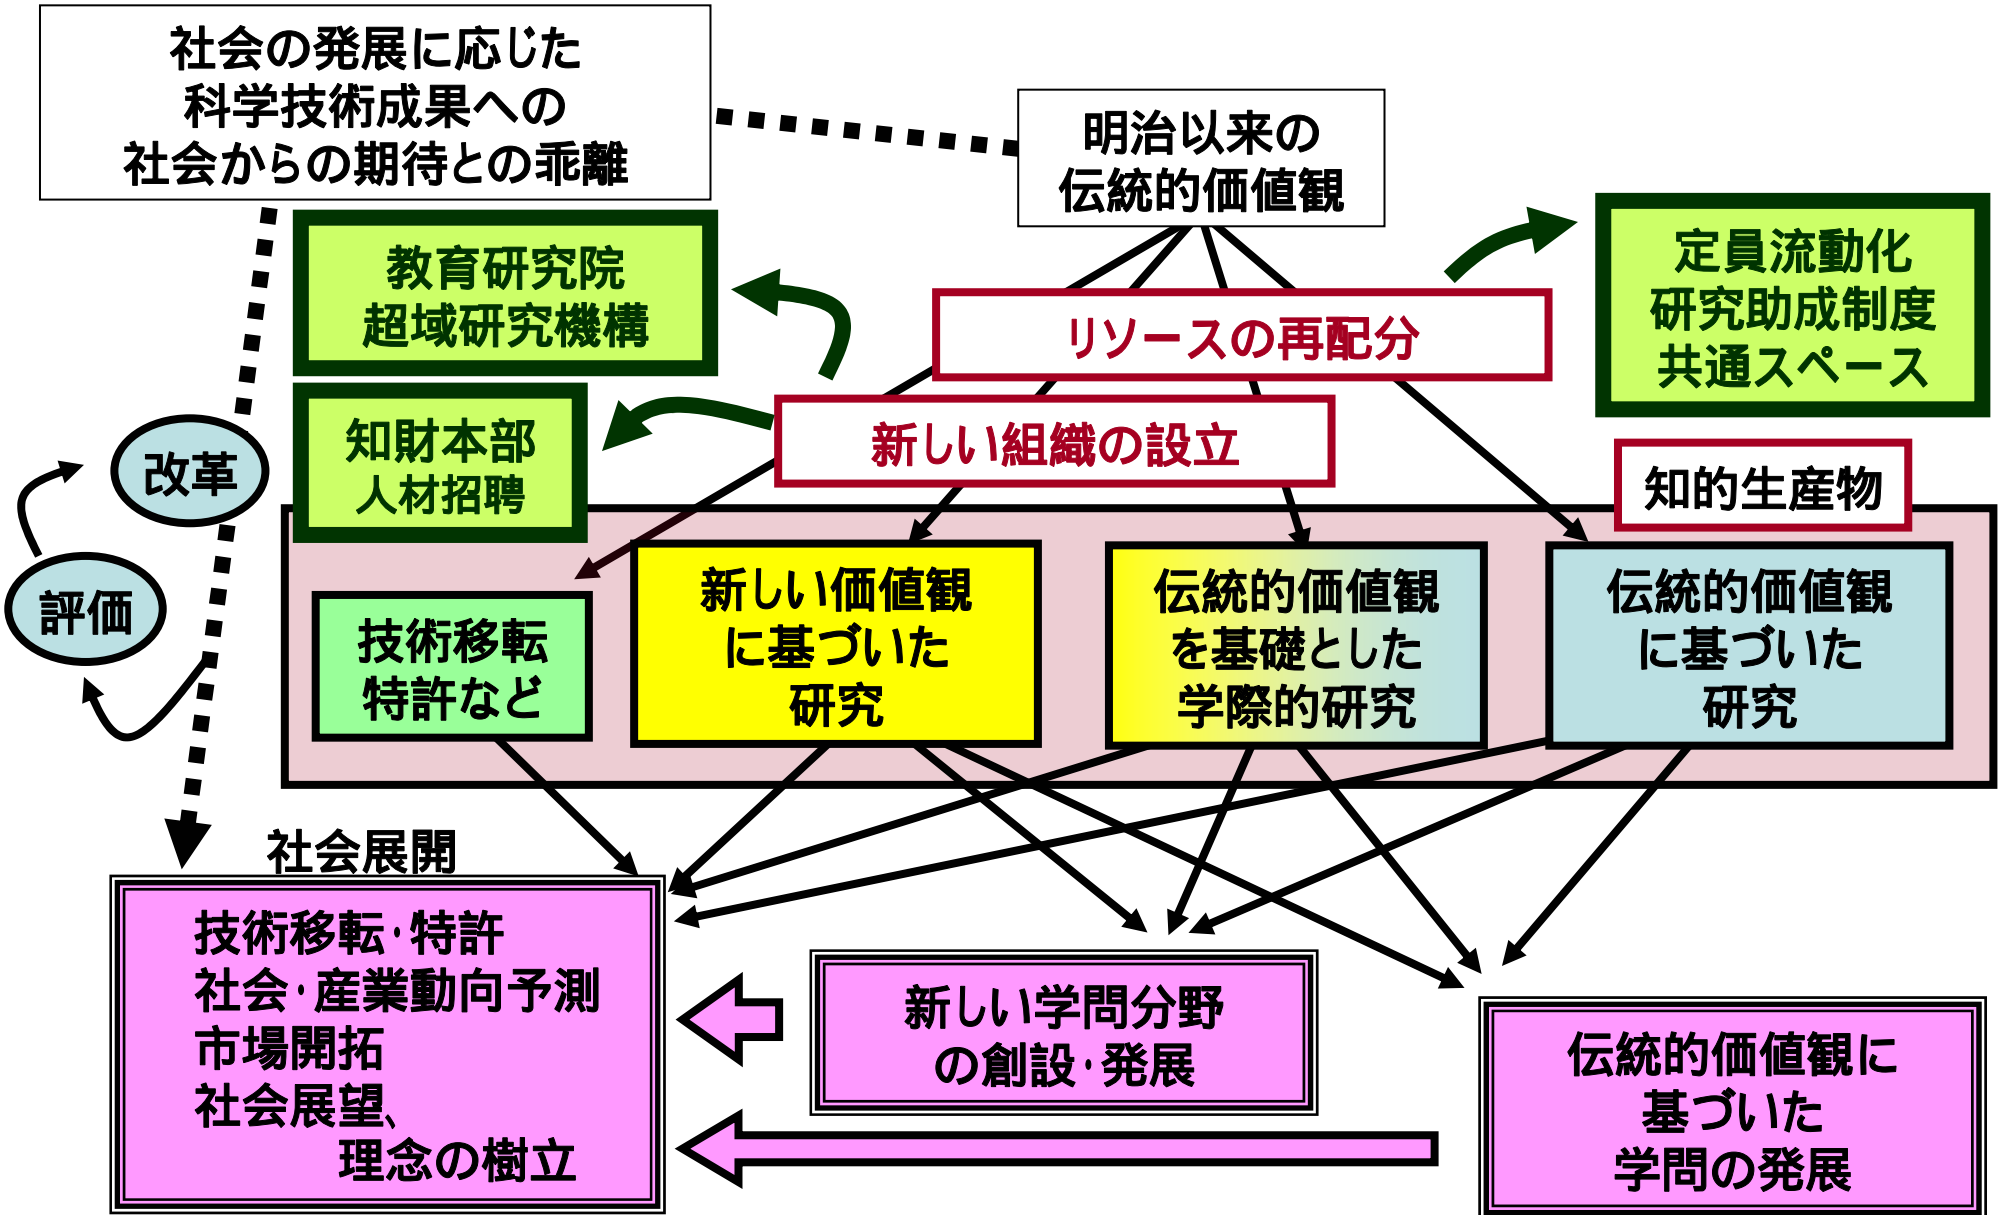 社会の発展に応じた
科学技術成果への
社会からの期待との乖離
明治以来の
伝統的価値観
教育研究院
超域研究機構
定員流動化
研究助成制度
共通スペース
リソースの再配分
知財本部
人材招聘
新しい組織の設立
改革
知的生産物
評価
技術移転
特許など
新しい価値観
に基づいた
研究
伝統的価値観
を基礎とした
学際的研究
伝統的価値観
に基づいた
研究
社会展開
技術移転・特許
社会・産業動向予測
市場開拓
社会展望、
理念の樹立
新しい学問分野
の創設・発展
伝統的価値観に
基づいた
学問の発展